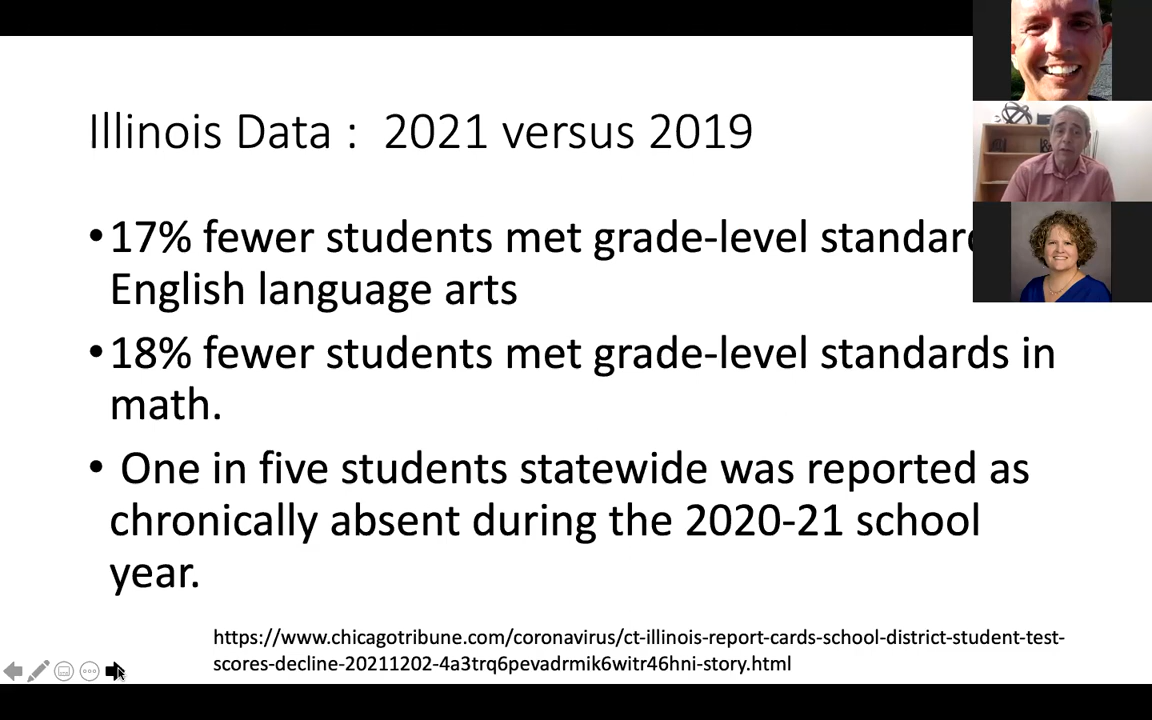 Illinois Data :  2021 versus 2019
•17% fewer students met grade-level
English language arts
•18% fewer students met grade-level standards in
math.
• One in five students statewide was reported as
chronically absent during the 2020-21 school
year.
https://www.chicagotribune.com/coronavirus/ct-illinois-report-cards-school-district-student-test-
scores-decline-20211202-4a3trq6pevadrmik6witr46hni-story.html